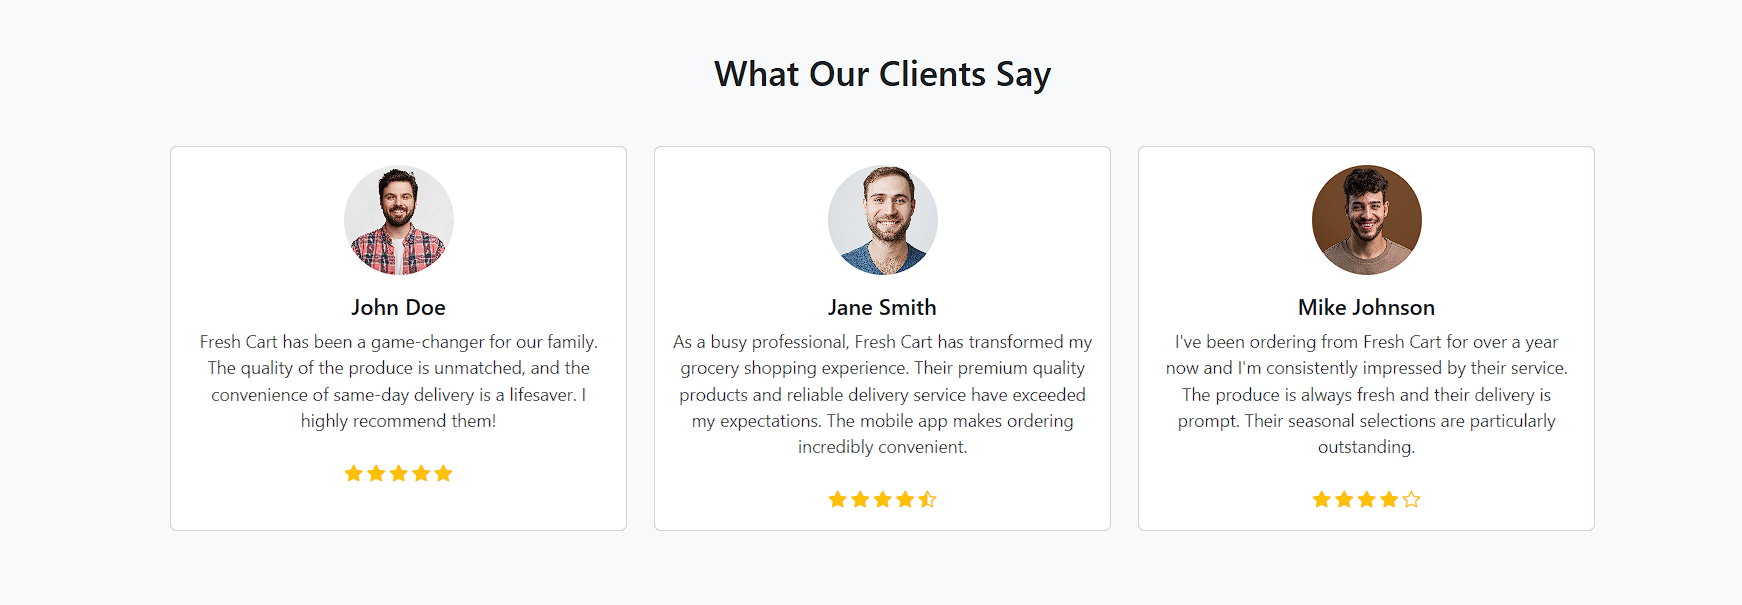 What Our Clients Say
John Doe
Fresh Cart has been a game-changer for our family.
The quality of the produce is unmatched, and the
convenience of same-day delivery is a lifesaver. I
highly recommend them!
Jane Smith
As a busy professional, Fresh Cart has transformed my
grocery shopping experience. Their premium quality
products and reliable delivery service have exceeded
my expectations. The mobile app makes ordering
incredibly convenient.
Mike Johnson
I've been ordering from Fresh Cart for over a year
now and I'm consistently impressed by their service.
The produce is always fresh and their delivery is
prompt. Their seasonal selections are particularly
outstanding.